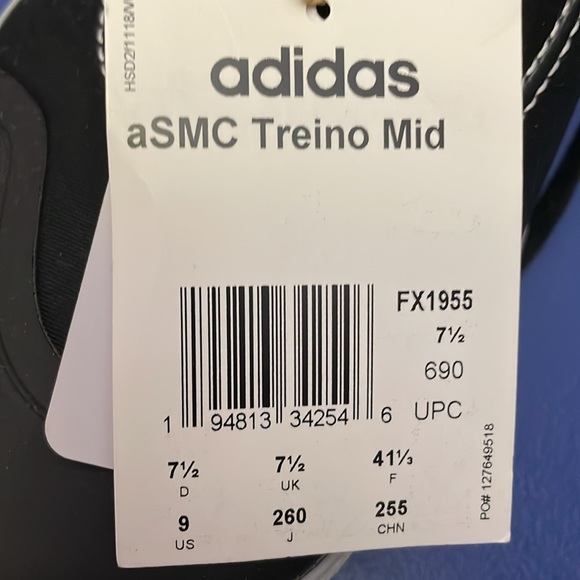 HSD2f1118/
adidas
aSMC Treino Mid
FX1955
7½
690
1 94813 34254 6 UPC
7½ 7½ 41⅓
D UK F
9 260 255
US J CHN
PO# 127649518